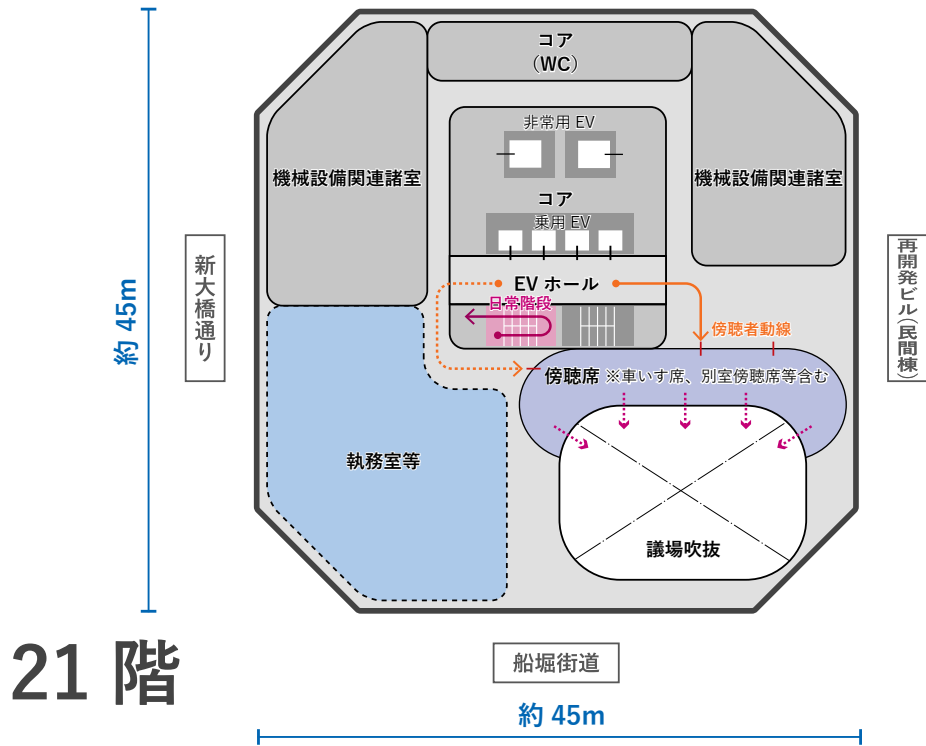 コア
（WC）
非常用 EV
機械設備関連諸室
機械設備関連諸室
コア
乗用 EV
EV ホール
日常階段
傍聴者動線
傍聴席 ※車いす席、別室傍聴席等含む
執務室等
議場吹抜
新大橋通り
再開発ビル（民間棟）
約 45m
21 階
船堀街道
約 45m